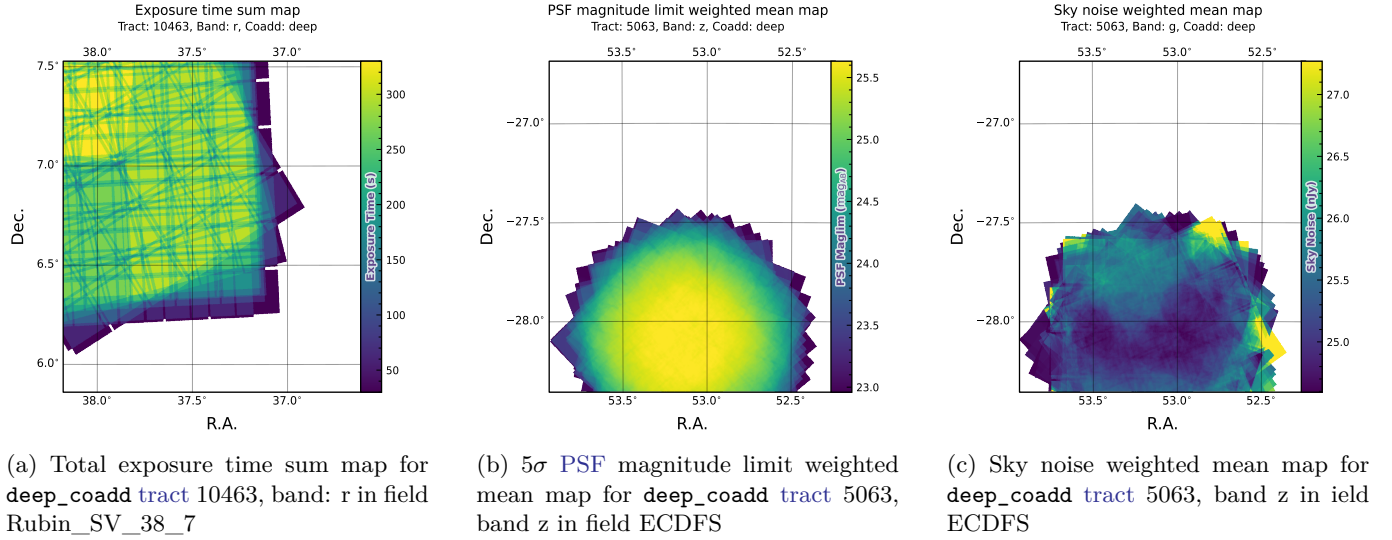 Exposure time sum map
Tract: 10463, Band: r, Coadd: deep
38.0° 37.5° 37.0°
7.5°
7.0°
6.5°
6.0°
Dec.
38.0° 37.5° 37.0°
R.A.
300
250
200
150
100
50
Exposure Time (s)
PSF magnitude limit weighted mean map
Tract: 5063, Band: z, Coadd: deep
53.5° 53.0° 52.5°
−27.0°
−27.5°
−28.0°
Dec.
53.5° 53.0° 52.5°
R.A.
25.5
25.0
24.5
24.0
23.5
23.0
PSF Maglim (mag_AB)
Sky noise weighted mean map
Tract: 5063, Band: g, Coadd: deep
53.5° 53.0° 52.5°
−27.0°
−27.5°
−28.0°
Dec.
53.5° 53.0° 52.5°
R.A.
27.0
26.5
26.0
25.5
25.0
Sky Noise (nJy)
(a) Total exposure time sum map for
deep_coadd tract 10463, band: r in field
Rubin_SV_38_7
(b) 5σ PSF magnitude limit weighted
mean map for deep_coadd tract 5063,
band z in field ECDFS
(c) Sky noise weighted mean map for
deep_coadd tract 5063, band z in ield
ECDFS